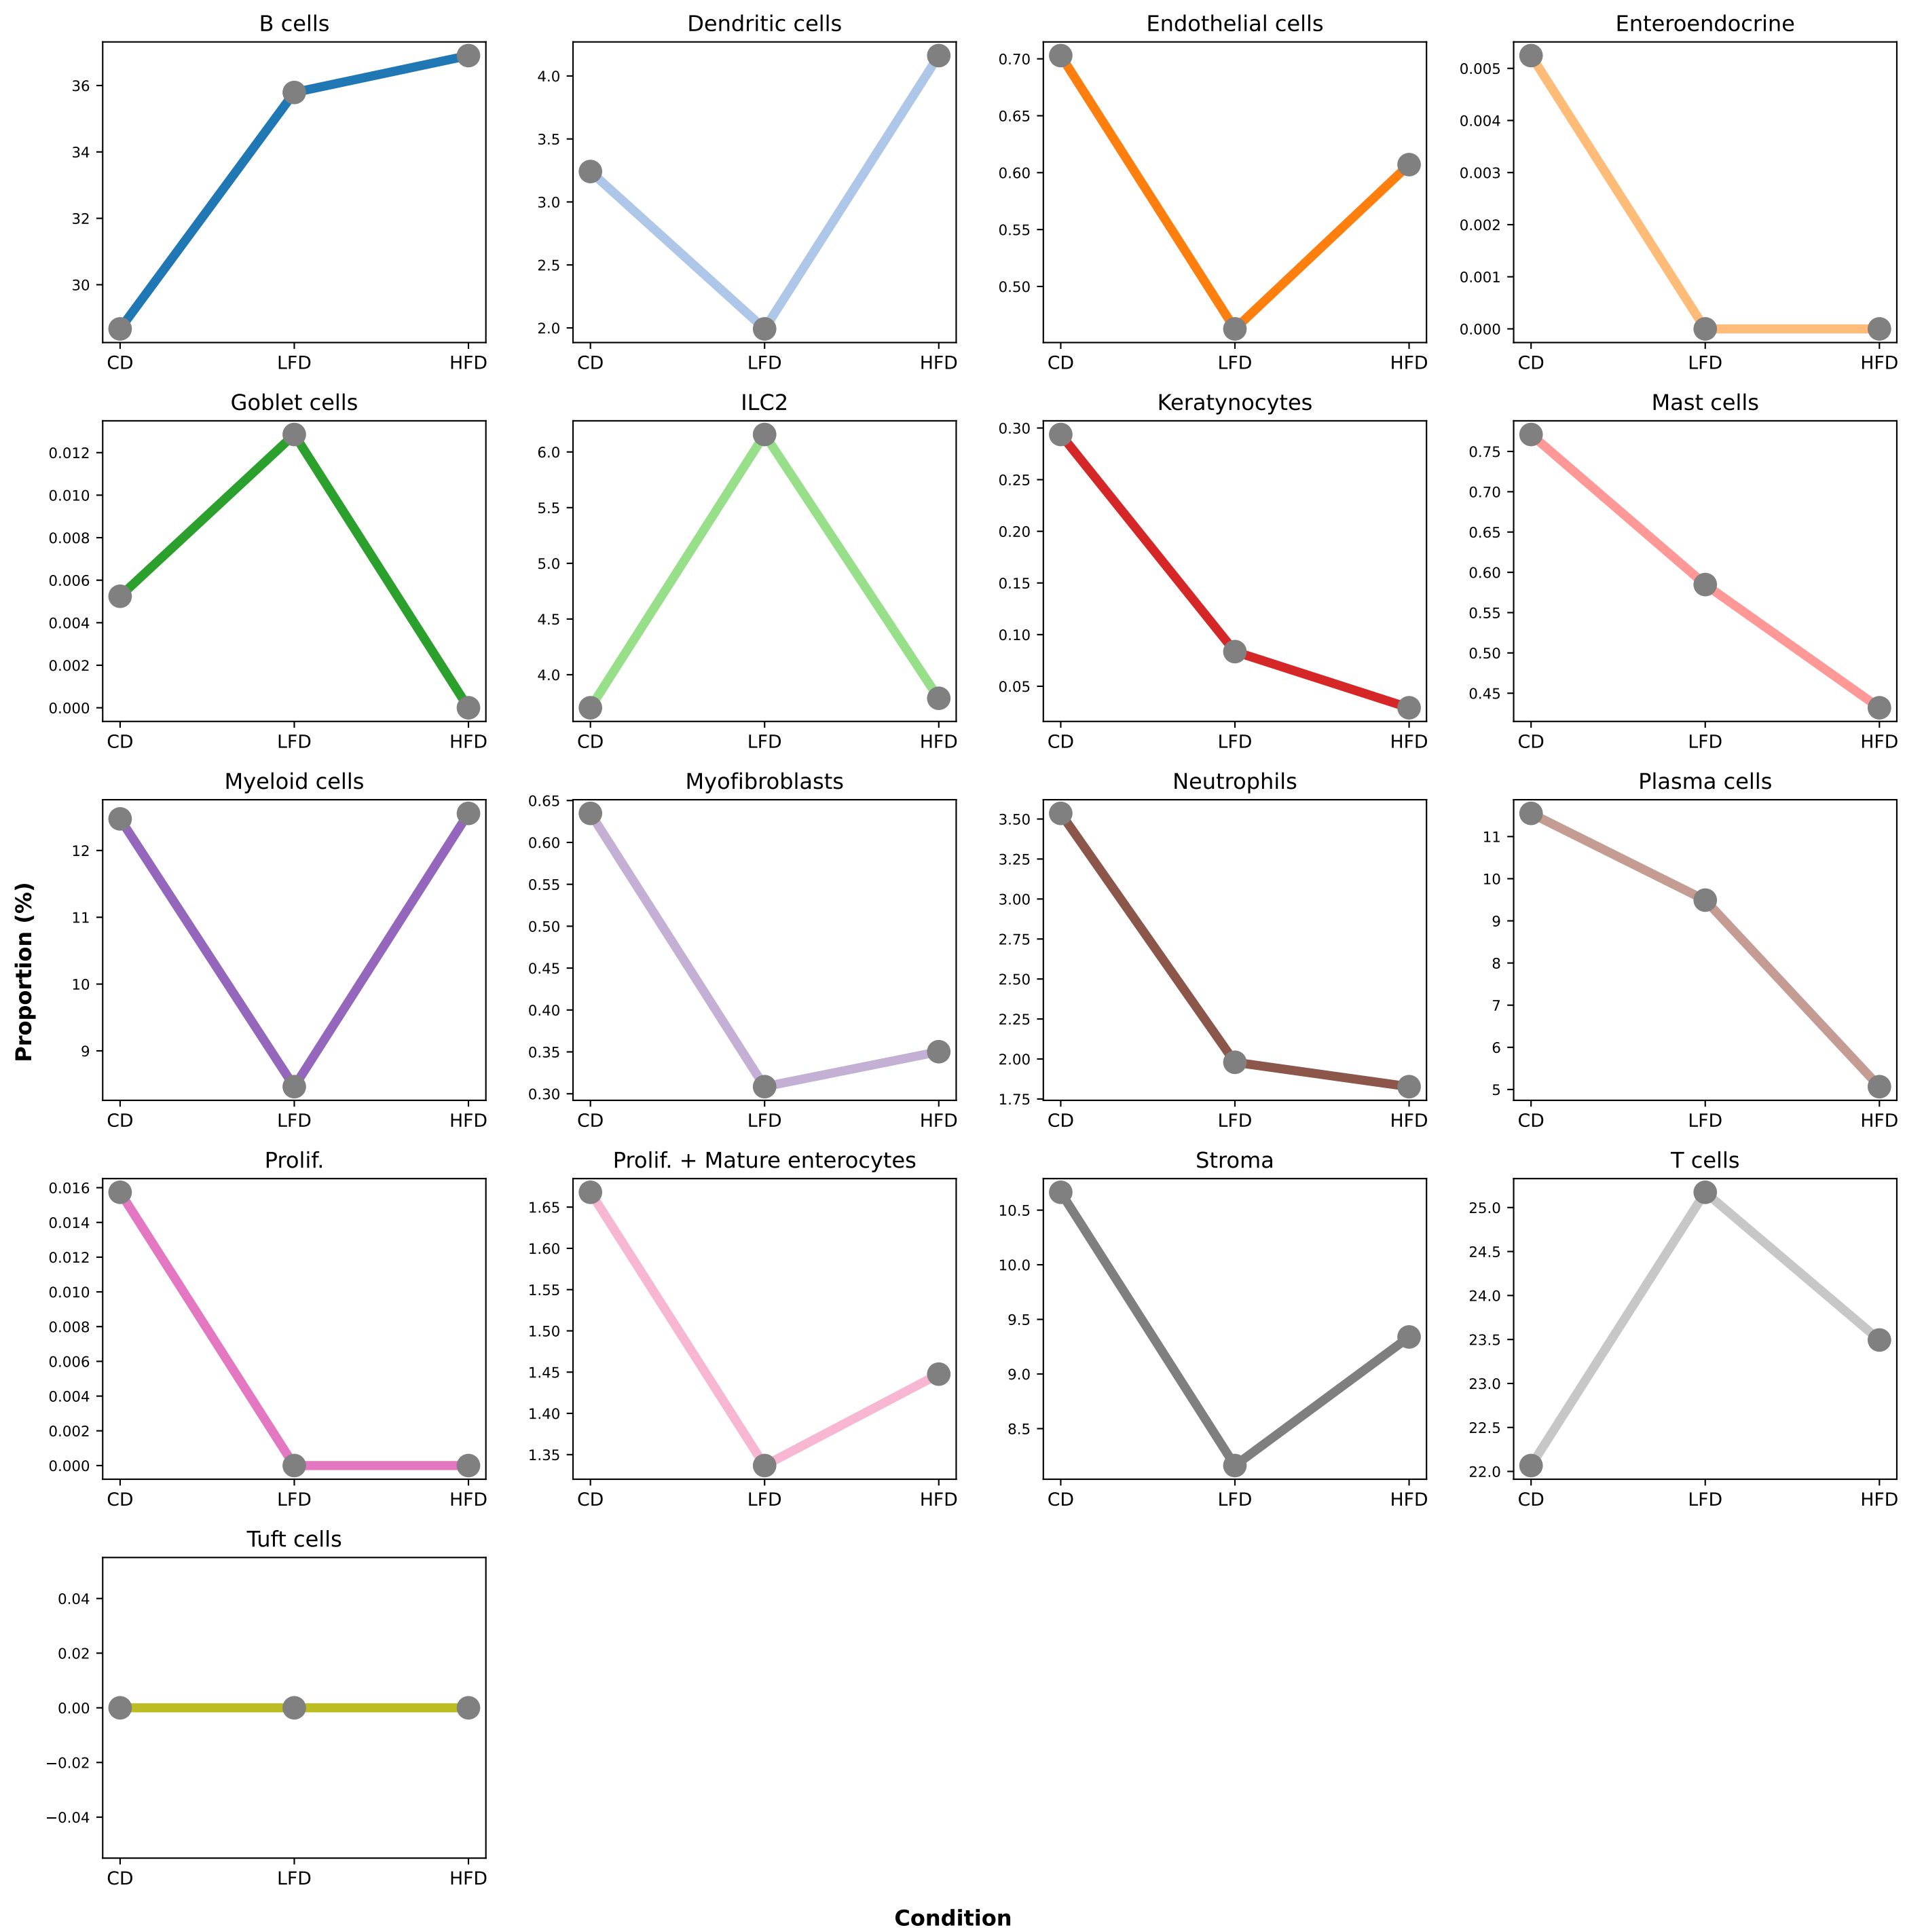 B cells
36
34
32
30
CD LFD HFD
Dendritic cells
4.0
3.5
3.0
2.5
2.0
CD LFD HFD
Endothelial cells
0.70
0.65
0.60
0.55
0.50
CD LFD HFD
Enteroendocrine
0.005
0.004
0.003
0.002
0.001
0.000
CD LFD HFD
Goblet cells
0.012
0.010
0.008
0.006
0.004
0.002
0.000
CD LFD HFD
ILC2
6.0
5.5
5.0
4.5
4.0
CD LFD HFD
Keratynocytes
0.30
0.25
0.20
0.15
0.10
0.05
CD LFD HFD
Mast cells
0.75
0.70
0.65
0.60
0.55
0.50
0.45
CD LFD HFD
Proportion (%)
Myeloid cells
12
11
10
9
CD LFD HFD
Myofibroblasts
0.65
0.60
0.55
0.50
0.45
0.40
0.35
0.30
CD LFD HFD
Neutrophils
3.50
3.25
3.00
2.75
2.50
2.25
2.00
1.75
CD LFD HFD
Plasma cells
11
10
9
8
7
6
5
CD LFD HFD
Prolif.
0.016
0.014
0.012
0.010
0.008
0.006
0.004
0.002
0.000
CD LFD HFD
Prolif. + Mature enterocytes
1.65
1.60
1.55
1.50
1.45
1.40
1.35
CD LFD HFD
Stroma
10.5
10.0
9.5
9.0
8.5
CD LFD HFD
T cells
25.0
24.5
24.0
23.5
23.0
22.5
22.0
CD LFD HFD
Tuft cells
0.04
0.02
0.00
−0.02
−0.04
CD LFD HFD
Condition